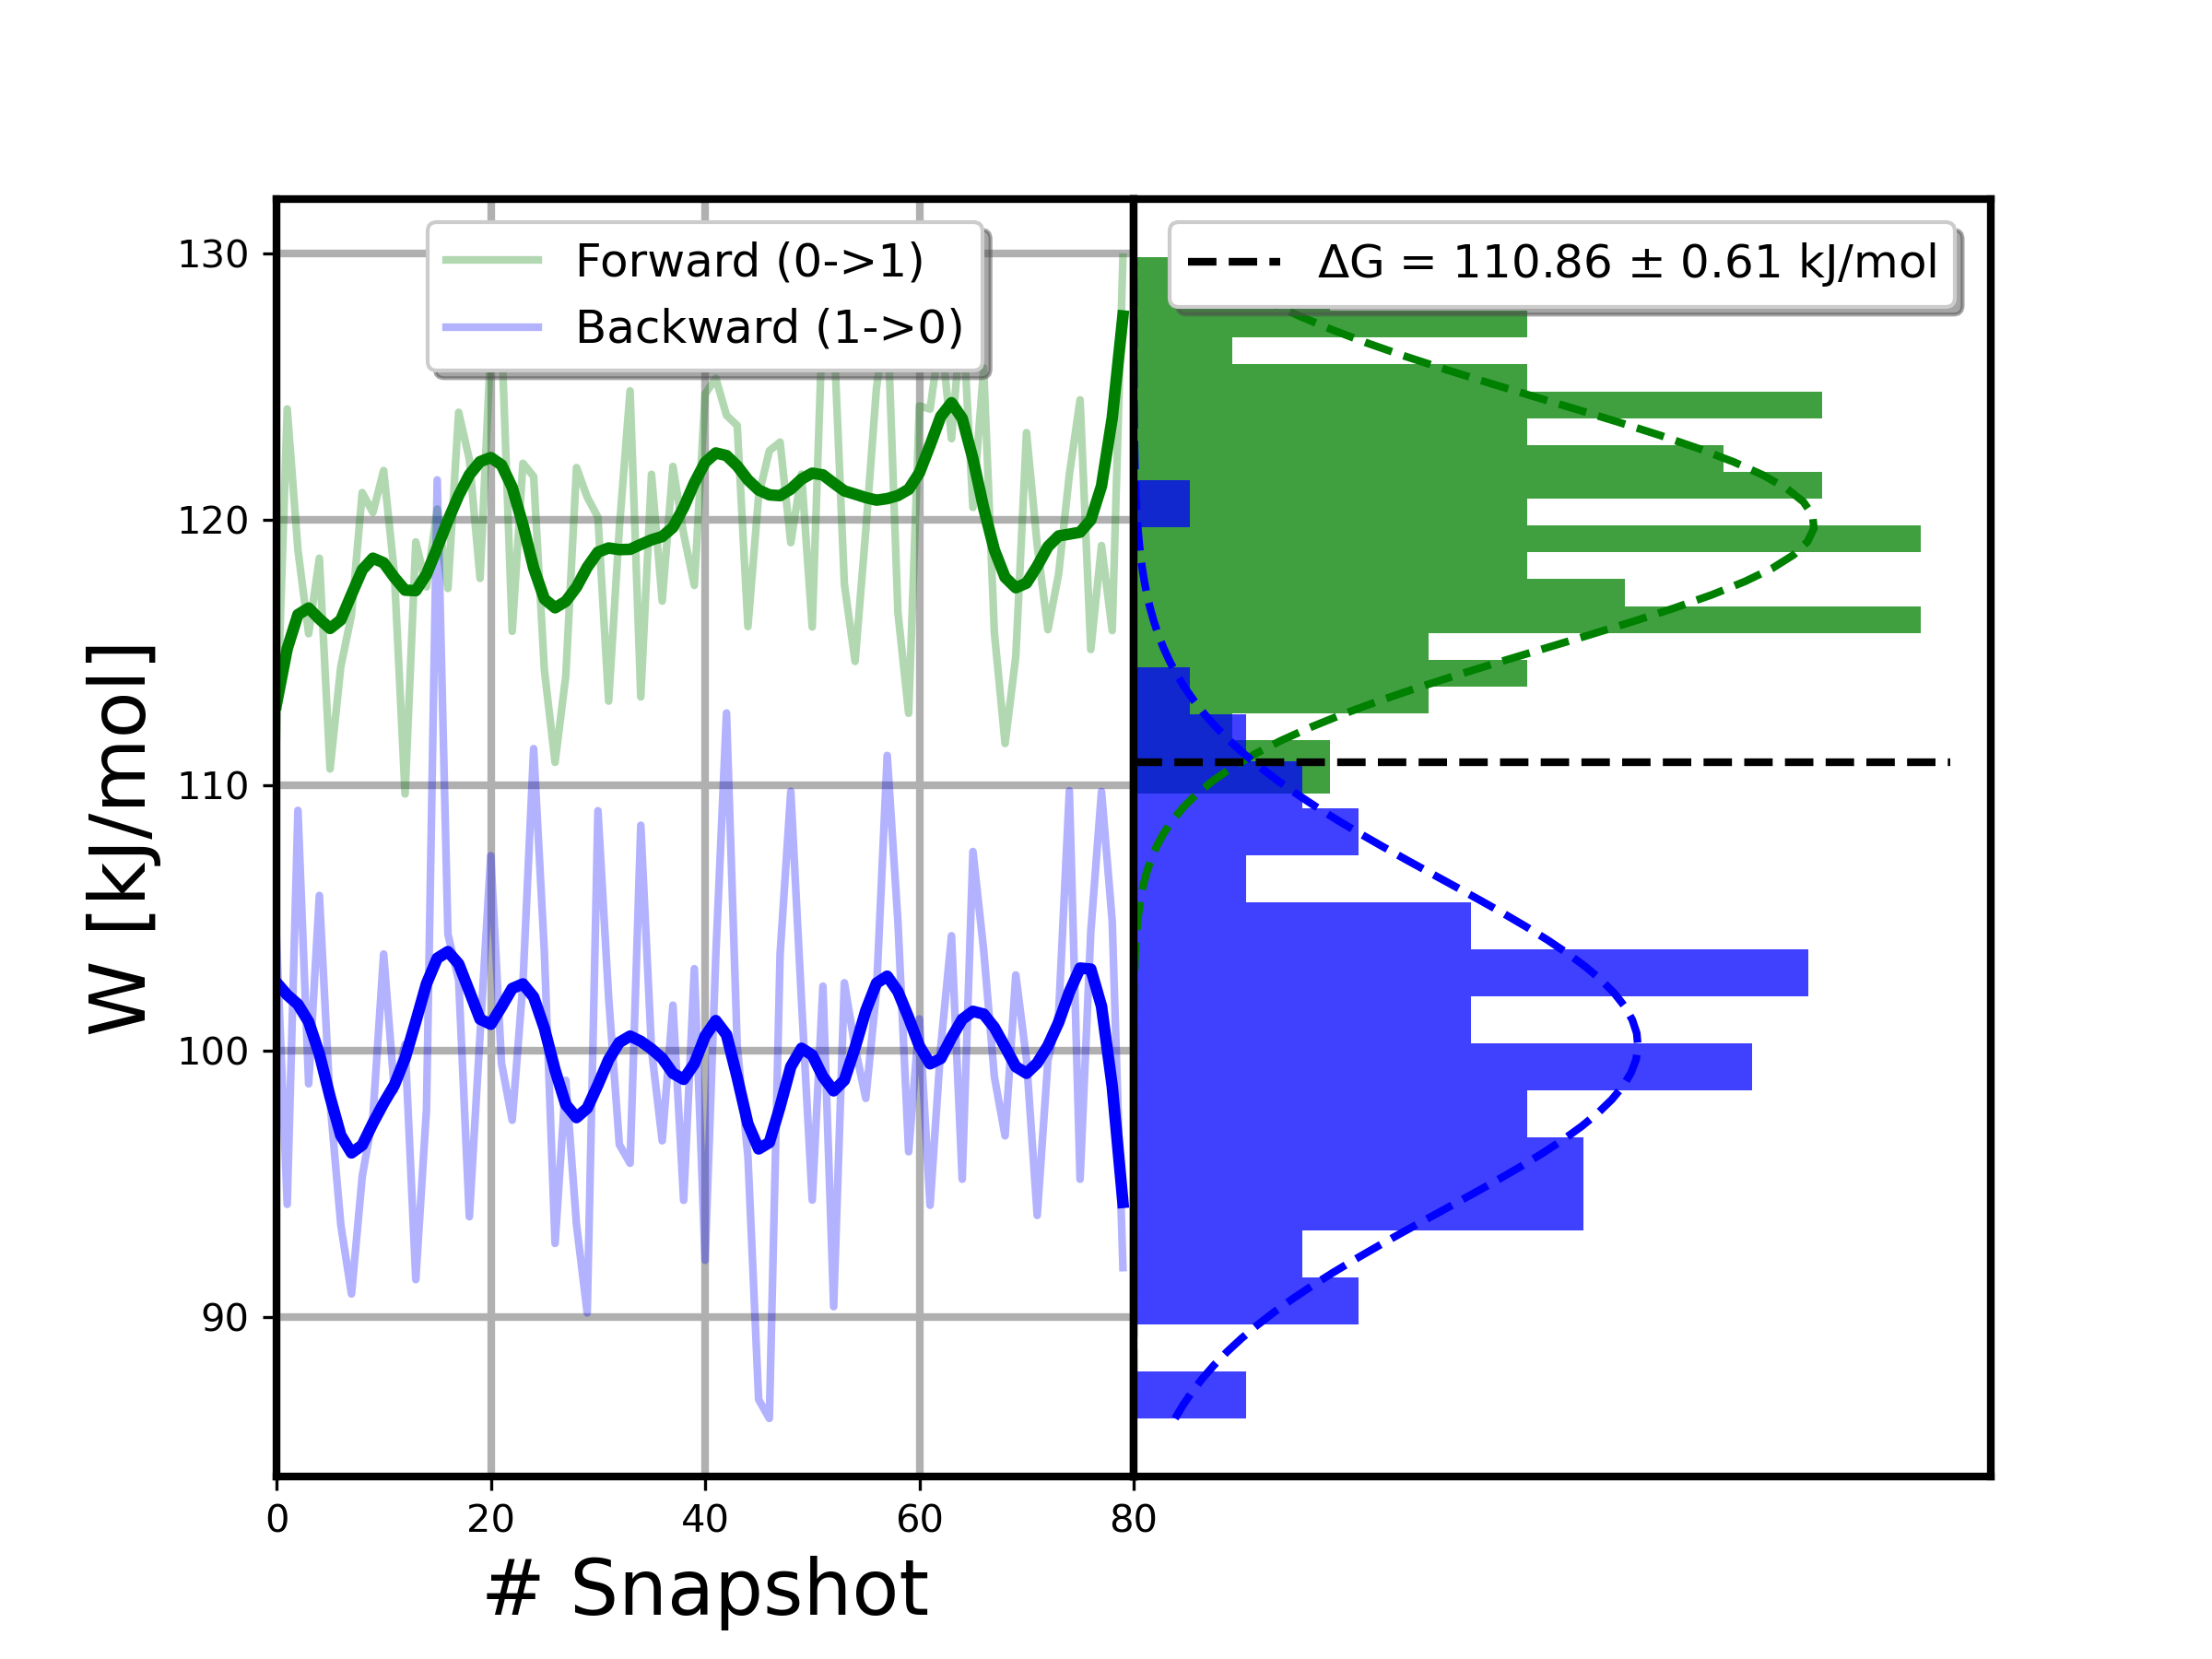 Forward (0->1)
Backward (1->0)
ΔG = 110.86 ± 0.61 kJ/mol
130
120
110
100
90
W [kJ/mol]
0 20 40 60 80
# Snapshot